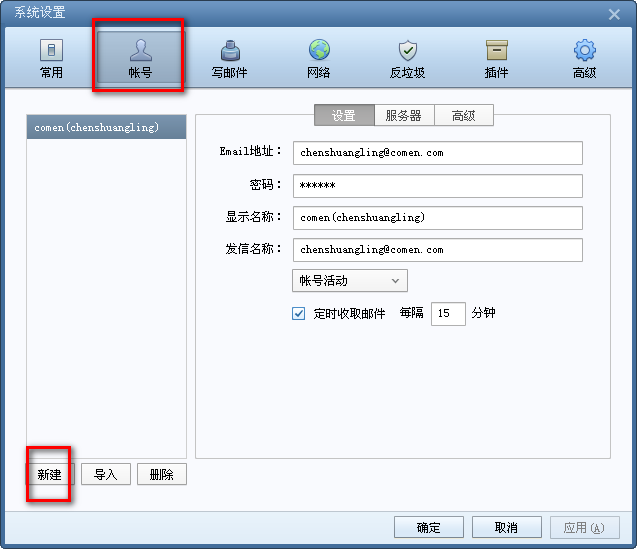 系统设置
常用 帐号 写邮件 网络 反垃圾 插件 高级
设置 服务器 高级
comen(chenshuangling)
Email地址： chenshuangling@comen.com
密码： ******
显示名称： comen(chenshuangling)
发信名称： chenshuangling@comen.com
帐号活动
定时收取邮件 每隔 15 分钟
新建 导入 删除
确定 取消 应用(A)